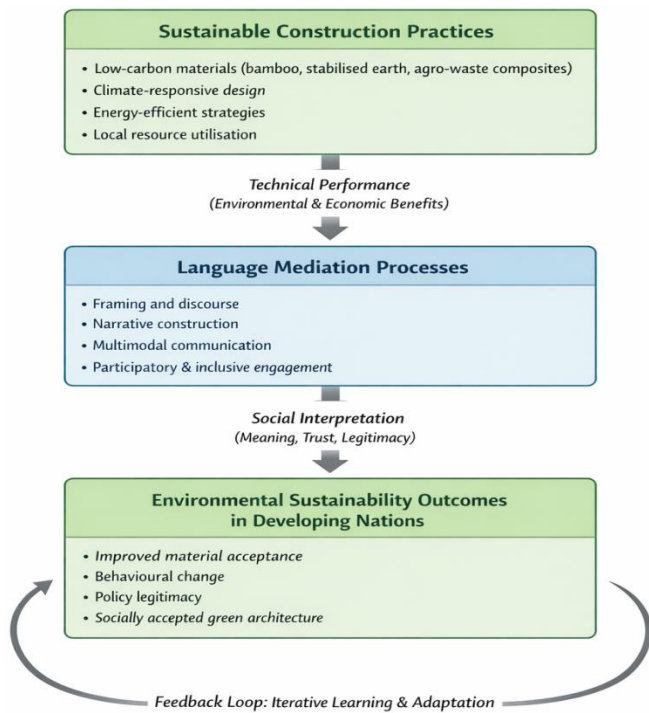 Sustainable Construction Practices
• Low-carbon materials (bamboo, stabilised earth, agro-waste composites)
• Climate-responsive design
• Energy-efficient strategies
• Local resource utilisation
Technical Performance
(Environmental & Economic Benefits)
Language Mediation Processes
• Framing and discourse
• Narrative construction
• Multimodal communication
• Participatory & inclusive engagement
Social Interpretation
(Meaning, Trust, Legitimacy)
Environmental Sustainability Outcomes
in Developing Nations
• Improved material acceptance
• Behavioural change
• Policy legitimacy
• Socially accepted green architecture
Feedback Loop: Iterative Learning & Adaptation